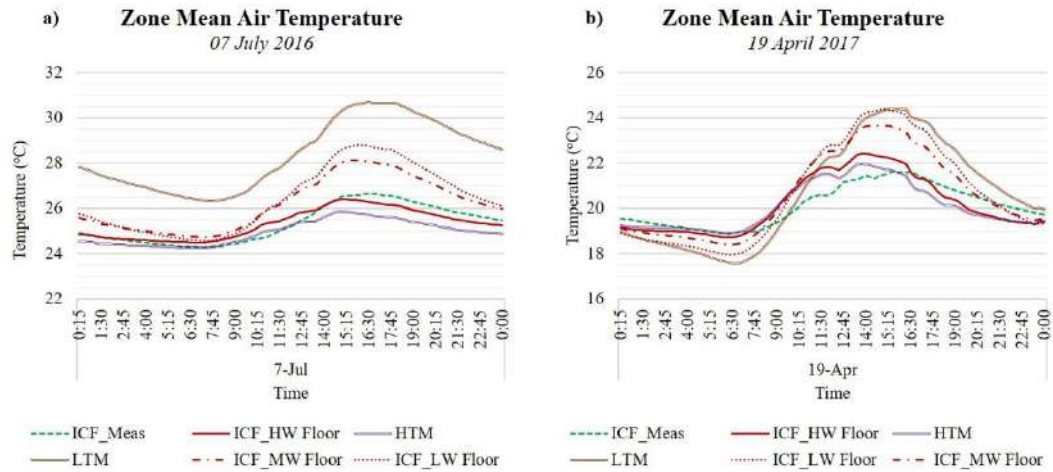 a) Zone Mean Air Temperature
07 July 2016
Temperature (°C)
32
30
28
26
24
22
0:15 1:30 2:45 4:00 5:15 6:30 7:45 9:00 10:15 11:30 12:45 14:00 15:15 16:30 17:45 19:00 20:15 21:30 22:45 0:00
7-Jul
Time
ICF_Meas ICF_HW Floor HTM
LTM ICF_MW Floor ICF_LW Floor
b) Zone Mean Air Temperature
19 April 2017
Temperature (°C)
26
24
22
20
18
16
0:15 1:30 2:45 4:00 5:15 6:30 7:45 9:00 10:15 11:30 12:45 14:00 15:15 16:30 17:45 19:00 20:15 21:30 22:45 0:00
19-Apr
Time
ICF_Meas ICF_HW Floor HTM
LTM ICF_LW Floor ICF_MW Floor